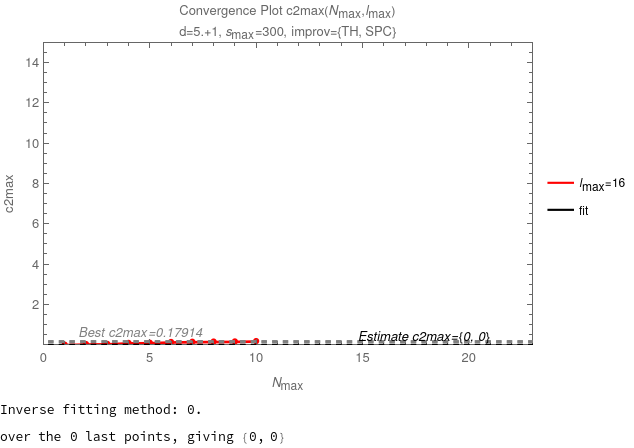 Convergence Plot c2max(Nmax,lmax)
d=5.+1, smax=300, improv={TH, SPC}
14
12
10
8
6
4
2
c2max
lmax=16
fit
Best c2max=0.17914
Estimate c2max={0, 0}
0 5 10 15 20
Nmax
Inverse fitting method: 0.
over the 0 last points, giving {0, 0}